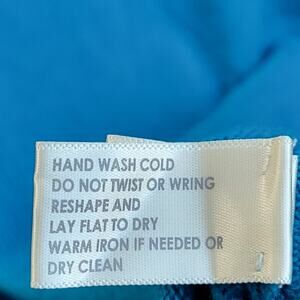 HAND WASH COLD
DO NOT TWIST OR WRING
RESHAPE AND
LAY FLAT TO DRY
WARM IRON IF NEEDED OR
DRY CLEAN